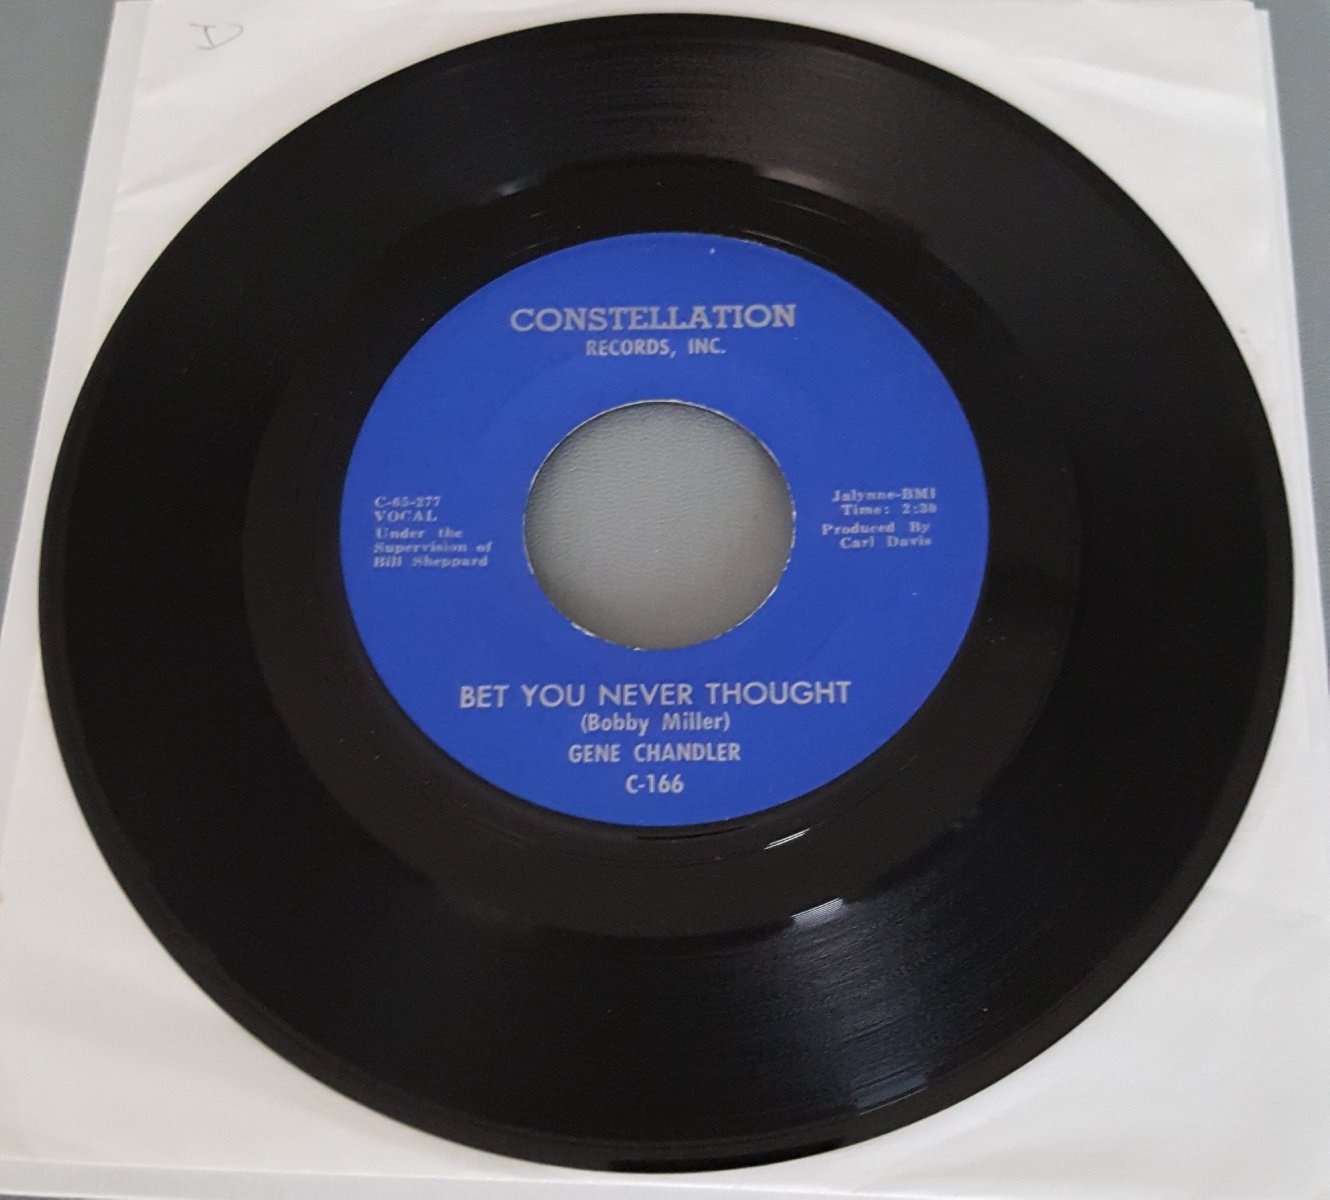 CONSTELLATION
RECORDS, INC.
C-65-277
VOCAL
Under the
Supervision of
Bill Sheppard
Jalynne-BMI
Time: 2:30
Produced By
Carl Davis
BET YOU NEVER THOUGHT
(Bobby Miller)
GENE CHANDLER
C-166